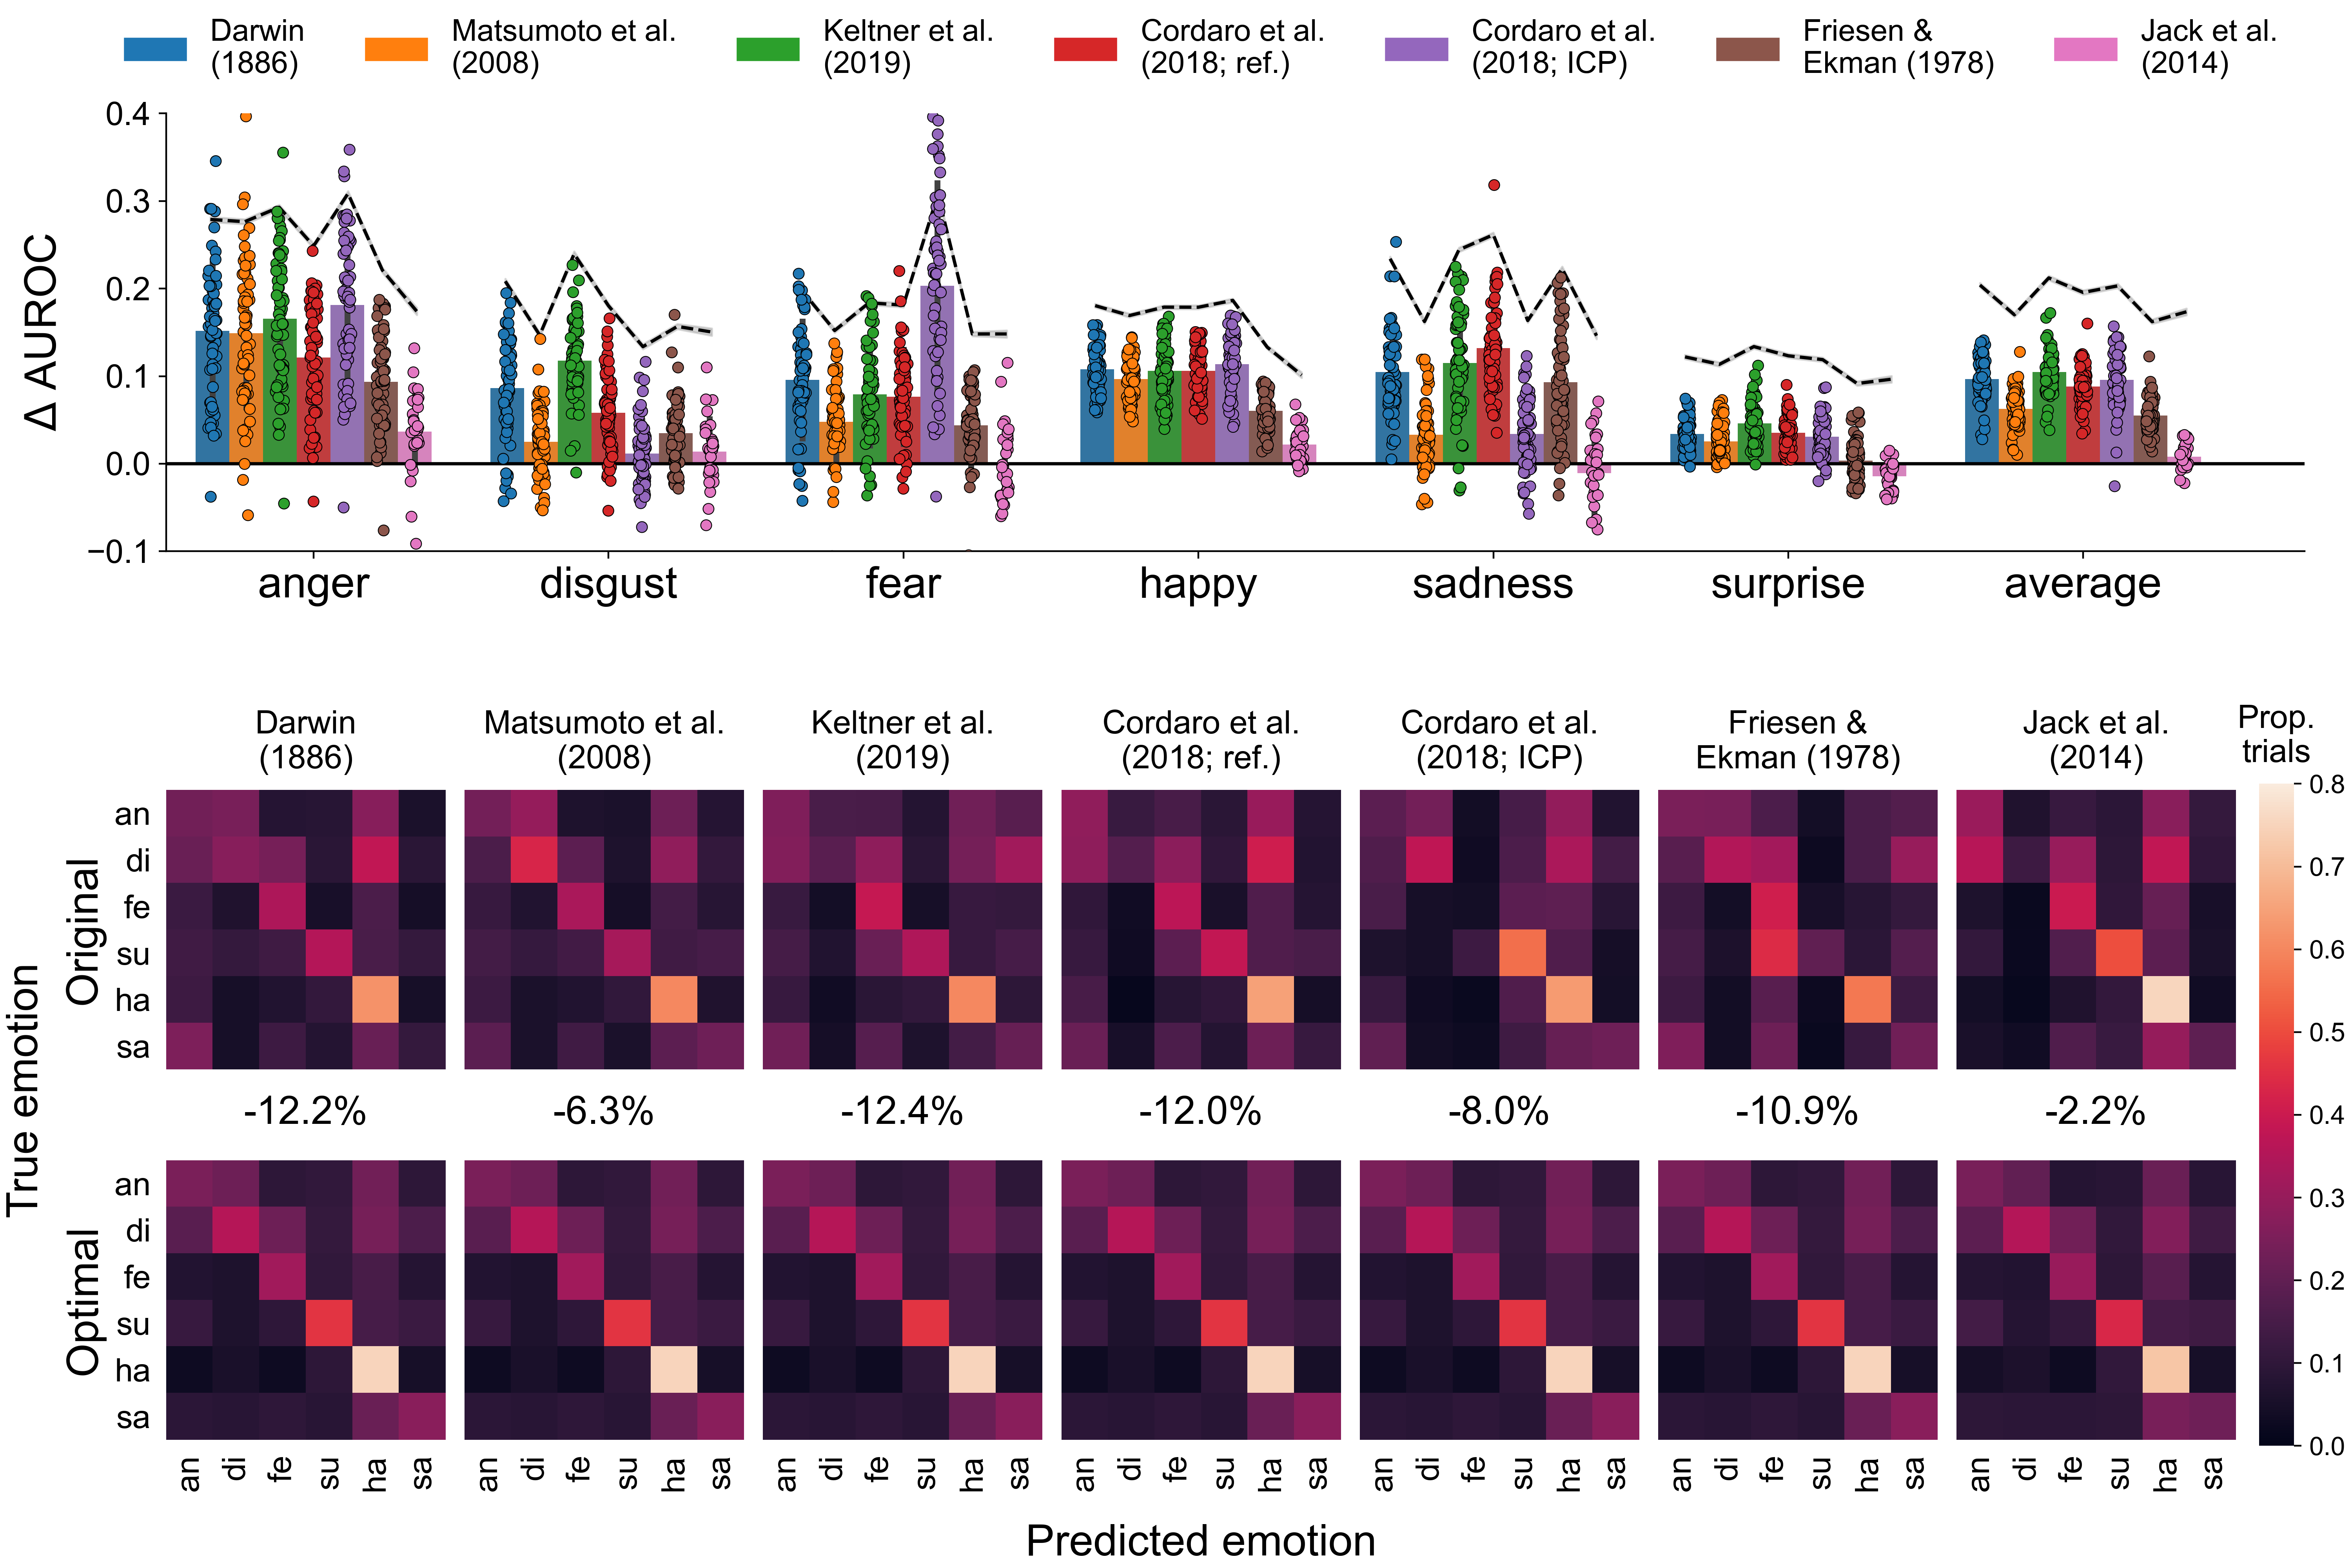 Darwin
(1886)
Matsumoto et al.
(2008)
Keltner et al.
(2019)
Cordaro et al.
(2018; ref.)
Cordaro et al.
(2018; ICP)
Friesen &
Ekman (1978)
Jack et al.
(2014)
Δ AUROC
0.4
0.3
0.2
0.1
0.0
−0.1
anger
disgust
fear
happy
sadness
surprise
average
Darwin
(1886)
Matsumoto et al.
(2008)
Keltner et al.
(2019)
Cordaro et al.
(2018; ref.)
Cordaro et al.
(2018; ICP)
Friesen &
Ekman (1978)
Jack et al.
(2014)
Prop.
trials
True emotion
Original
an
di
fe
su
ha
sa
-12.2%
-6.3%
-12.4%
-12.0%
-8.0%
-10.9%
-2.2%
Optimal
an
di
fe
su
ha
sa
0.8
0.7
0.6
0.5
0.4
0.3
0.2
0.1
0.0
an di fe su ha sa
an di fe su ha sa
an di fe su ha sa
an di fe su ha sa
an di fe su ha sa
an di fe su ha sa
an di fe su ha sa
Predicted emotion